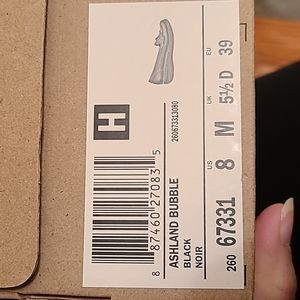 H
260673313080
8 87460 27083 5
ASHLAND BUBBLE
BLACK
NOIR
260 67331
US 8 M
UK 5½ D
EU 39